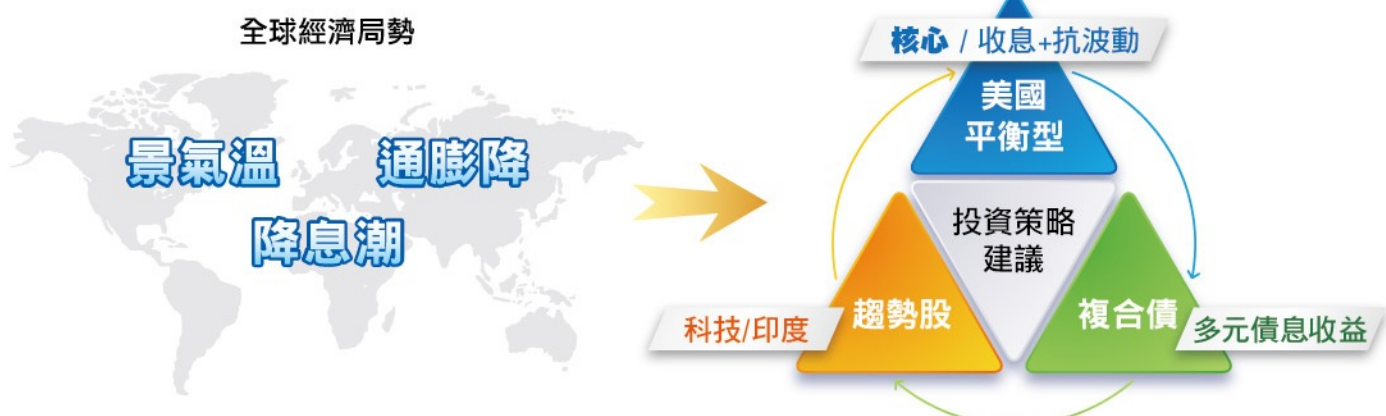 全球經濟局勢
景氣溫 通膨降
降息潮
核心 / 收息+抗波動
美國
平衡型
投資策略
建議
科技/印度
趨勢股
複合債
多元債息收益